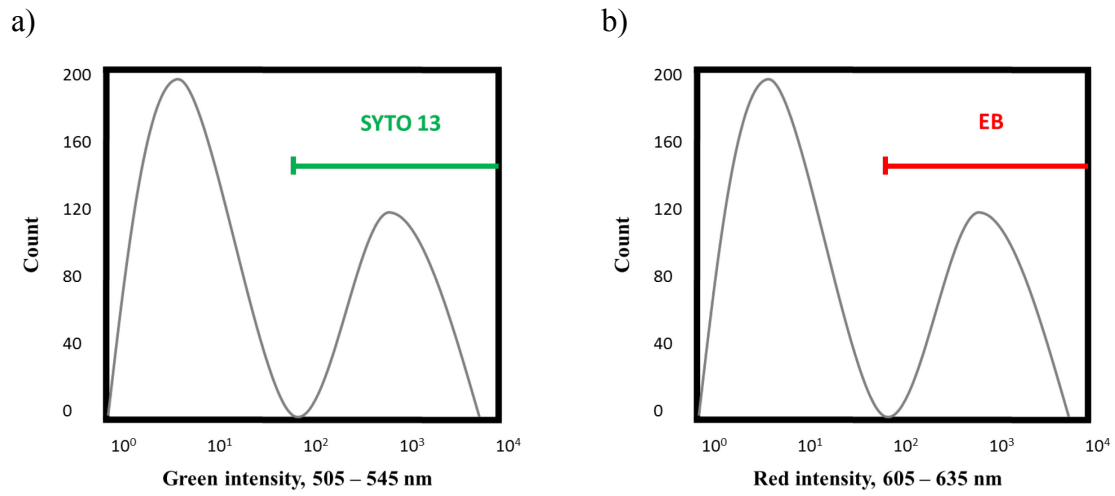 a)
200
160
120
80
40
0
Count
SYTO 13
10⁰ 10¹ 10² 10³ 10⁴
Green intensity, 505 – 545 nm
b)
200
160
120
80
40
0
Count
EB
10⁰ 10¹ 10² 10³ 10⁴
Red intensity, 605 – 635 nm